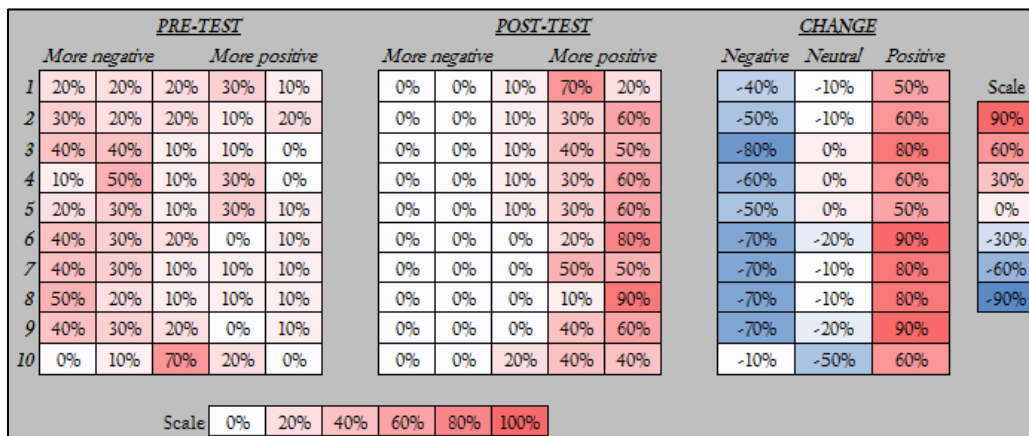 PRE-TEST POST-TEST CHANGE
More negative More positive More negative More positive Negative Neutral Positive
1 20% 20% 20% 30% 10% 0% 0% 10% 70% 20% -40% -10% 50% Scale
2 30% 20% 20% 10% 20% 0% 0% 10% 30% 60% -50% -10% 60% 90%
3 40% 40% 10% 10% 0% 0% 0% 10% 40% 50% -80% 0% 80% 60%
4 10% 50% 10% 30% 0% 0% 0% 10% 30% 60% -60% 0% 60% 30%
5 20% 30% 10% 30% 10% 0% 0% 10% 30% 60% -50% 0% 50% 0%
6 40% 30% 20% 0% 10% 0% 0% 0% 20% 80% -70% -20% 90% -30%
7 40% 30% 10% 10% 10% 0% 0% 0% 50% 50% -70% -10% 80% -60%
8 50% 20% 10% 10% 10% 0% 0% 0% 10% 90% -70% -10% 80% -90%
9 40% 30% 20% 0% 10% 0% 0% 0% 40% 60% -70% -20% 90%
10 0% 10% 70% 20% 0% 0% 0% 20% 40% 40% -10% -50% 60%
Scale 0% 20% 40% 60% 80% 100%